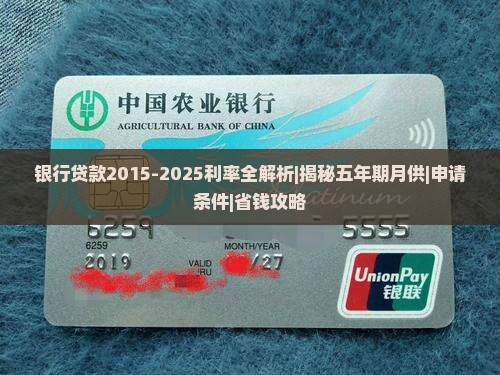 中国农业银行
AGRICULTURAL BANK OF CHINA
银行贷款2015-2025利率全解析|揭秘五年期月供|申请
条件|省钱攻略
6259
5555
6259
MONTH/YEAR
2019
VALID
THRU
/27
UnionPay
银联